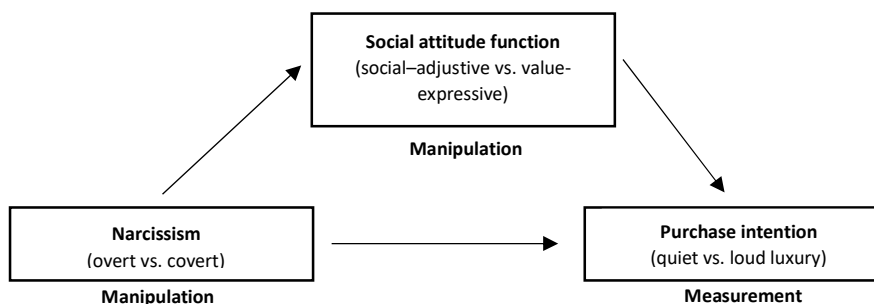 Social attitude function
(social–adjustive vs. value-
expressive)
Manipulation
Narcissism
(overt vs. covert)
Manipulation
Purchase intention
(quiet vs. loud luxury)
Measurement